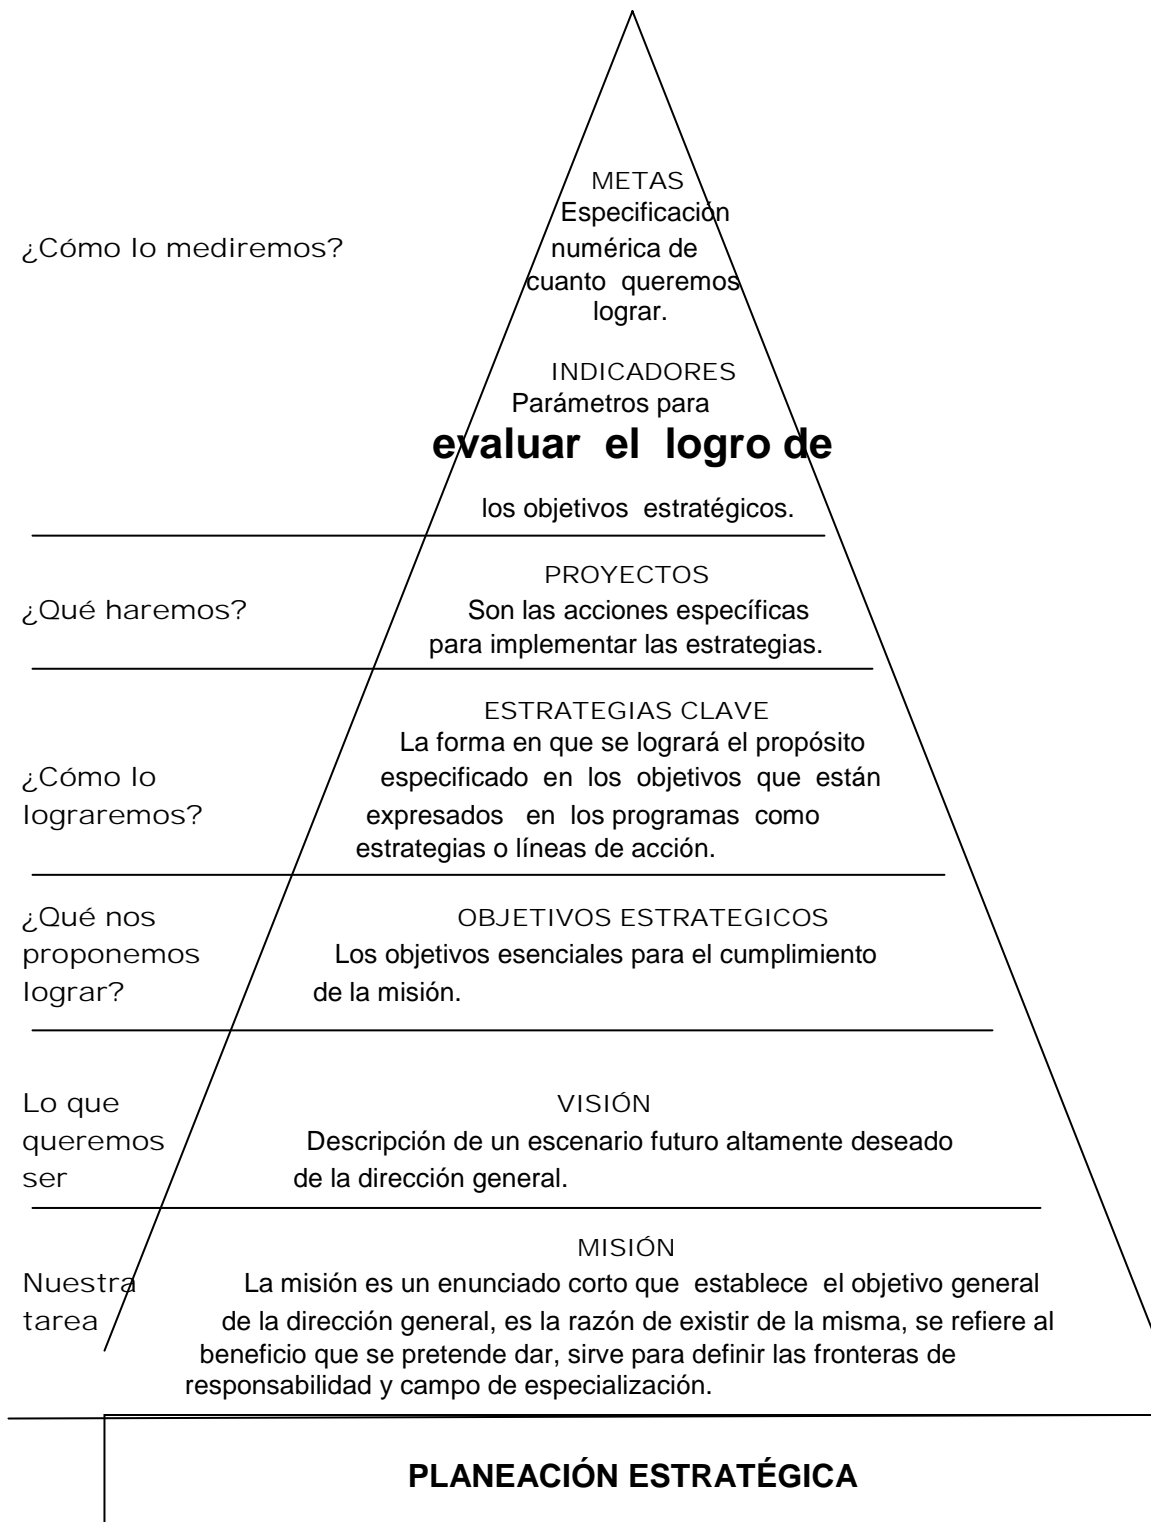 METAS
Especificación
¿Cómo lo mediremos?
numérica de
cuanto queremos
lograr.
INDICADORES
Parámetros para
evaluar el logro de
los objetivos estratégicos.
PROYECTOS
¿Qué haremos?
Son las acciones específicas
para implementar las estrategias.
ESTRATEGIAS CLAVE
La forma en que se logrará el propósito
¿Cómo lo
lograremos?
especificado en los objetivos que están
expresados en los programas como
estrategias o líneas de acción.
¿Qué nos
proponemos
lograr?
OBJETIVOS ESTRATEGICOS
Los objetivos esenciales para el cumplimiento
de la misión.
Lo que
queremos
ser
VISIÓN
Descripción de un escenario futuro altamente deseado
de la dirección general.
MISIÓN
Nuestra
tarea
La misión es un enunciado corto que establece el objetivo general
de la dirección general, es la razón de existir de la misma, se refiere al
beneficio que se pretende dar, sirve para definir las fronteras de
responsabilidad y campo de especialización.
PLANEACIÓN ESTRATÉGICA